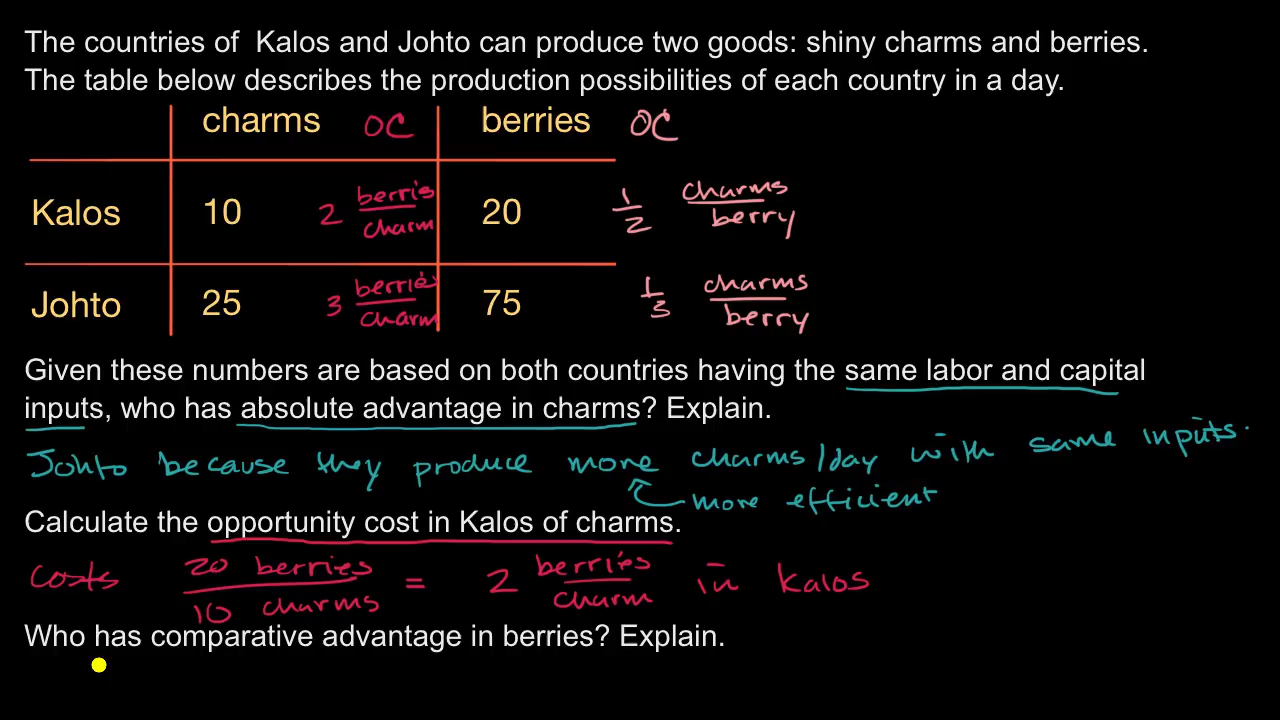 The countries of Kalos and Johto can produce two goods: shiny charms and berries.
The table below describes the production possibilities of each country in a day.
charms OC berries OC
Kalos 10 2 berris/charm 20 1/2 charms/berry
Johto 25 3 berries/charm 75 1/3 charms/berry
Given these numbers are based on both countries having the same labor and capital
inputs, who has absolute advantage in charms? Explain.
Johto because they produce more charms/day with same inputs.
more efficient
Calculate the opportunity cost in Kalos of charms.
costs 20 berries/10 charms = 2 berries/charm in Kalos
Who has comparative advantage in berries? Explain.